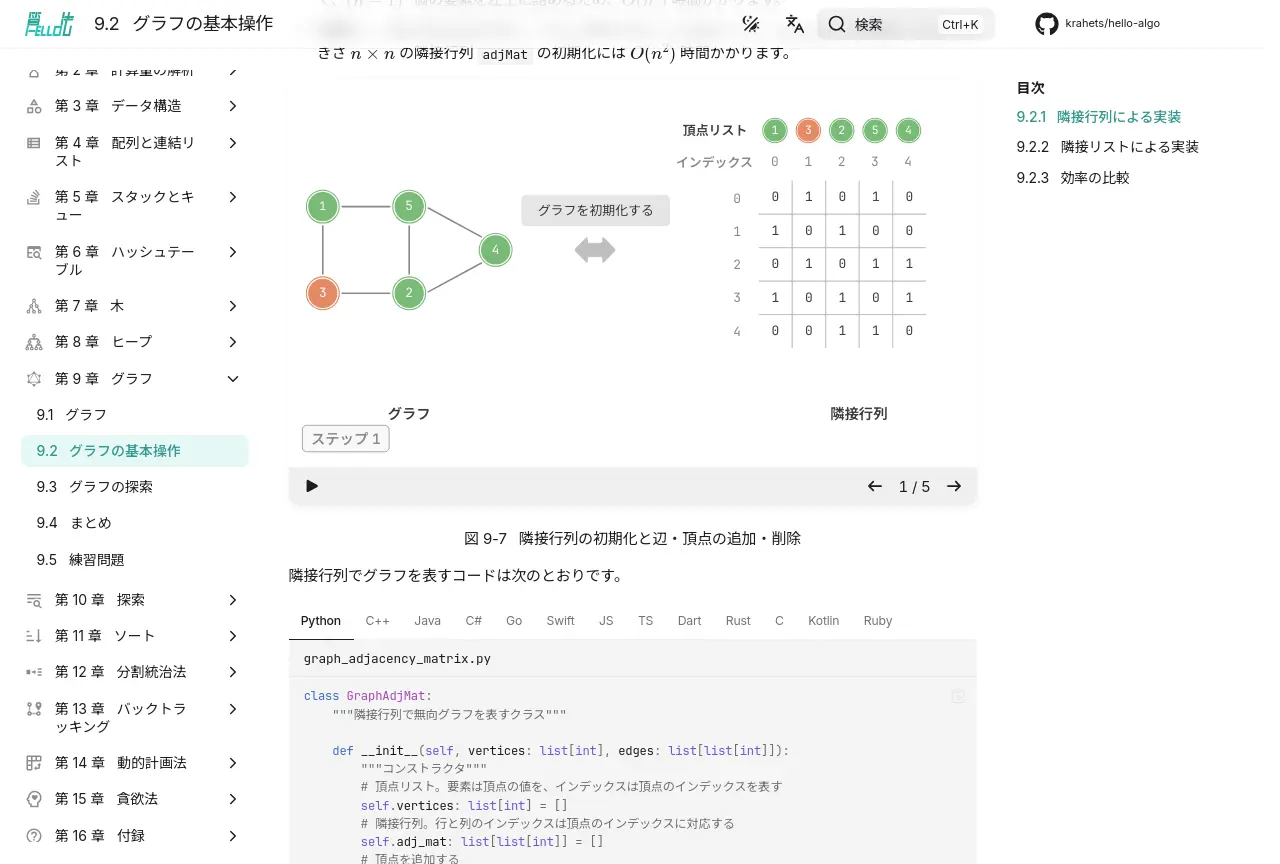 9.2 グラフの基本操作
検索
Ctrl+K
krahets/hello-algo
きさ n × n の隣接行列 adjMat の初期化には O(n²) 時間かかります。
第 2 章 計算量の解析
第 3 章 データ構造
第 4 章 配列と連結リ
スト
第 5 章 スタックとキ
ュー
第 6 章 ハッシュテー
ブル
第 7 章 木
第 8 章 ヒープ
第 9 章 グラフ
9.1 グラフ
9.2 グラフの基本操作
9.3 グラフの探索
9.4 まとめ
9.5 練習問題
第 10 章 探索
第 11 章 ソート
第 12 章 分割統治法
第 13 章 バックトラ
ッキング
第 14 章 動的計画法
第 15 章 貪欲法
第 16 章 付録
頂点リスト 1 3 2 5 4
インデックス 0 1 2 3 4
0 0 1 0 1 0
1 1 0 1 0 0
2 0 1 0 1 1
3 1 0 1 0 1
4 0 0 1 1 0
1 5
4
3 2
グラフを初期化する
グラフ
隣接行列
ステップ 1
1 / 5
図 9-7 隣接行列の初期化と辺・頂点の追加・削除
隣接行列でグラフを表すコードは次のとおりです。
Python C++ Java C# Go Swift JS TS Dart Rust C Kotlin Ruby
graph_adjacency_matrix.py
class GraphAdjMat:
"""隣接行列で無向グラフを表すクラス"""
def __init__(self, vertices: list[int], edges: list[list[int]]):
"""コンストラクタ"""
# 頂点リスト。要素は頂点の値を、インデックスは頂点のインデックスを表す
self.vertices: list[int] = []
# 隣接行列。行と列のインデックスは頂点のインデックスに対応する
self.adj_mat: list[list[int]] = []
# 頂点を追加する
目次
9.2.1 隣接行列による実装
9.2.2 隣接リストによる実装
9.2.3 効率の比較